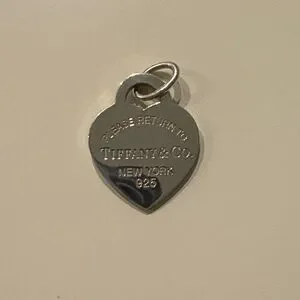 PLEASE RETURN TO
TIFFANY & CO.
NEW YORK
925